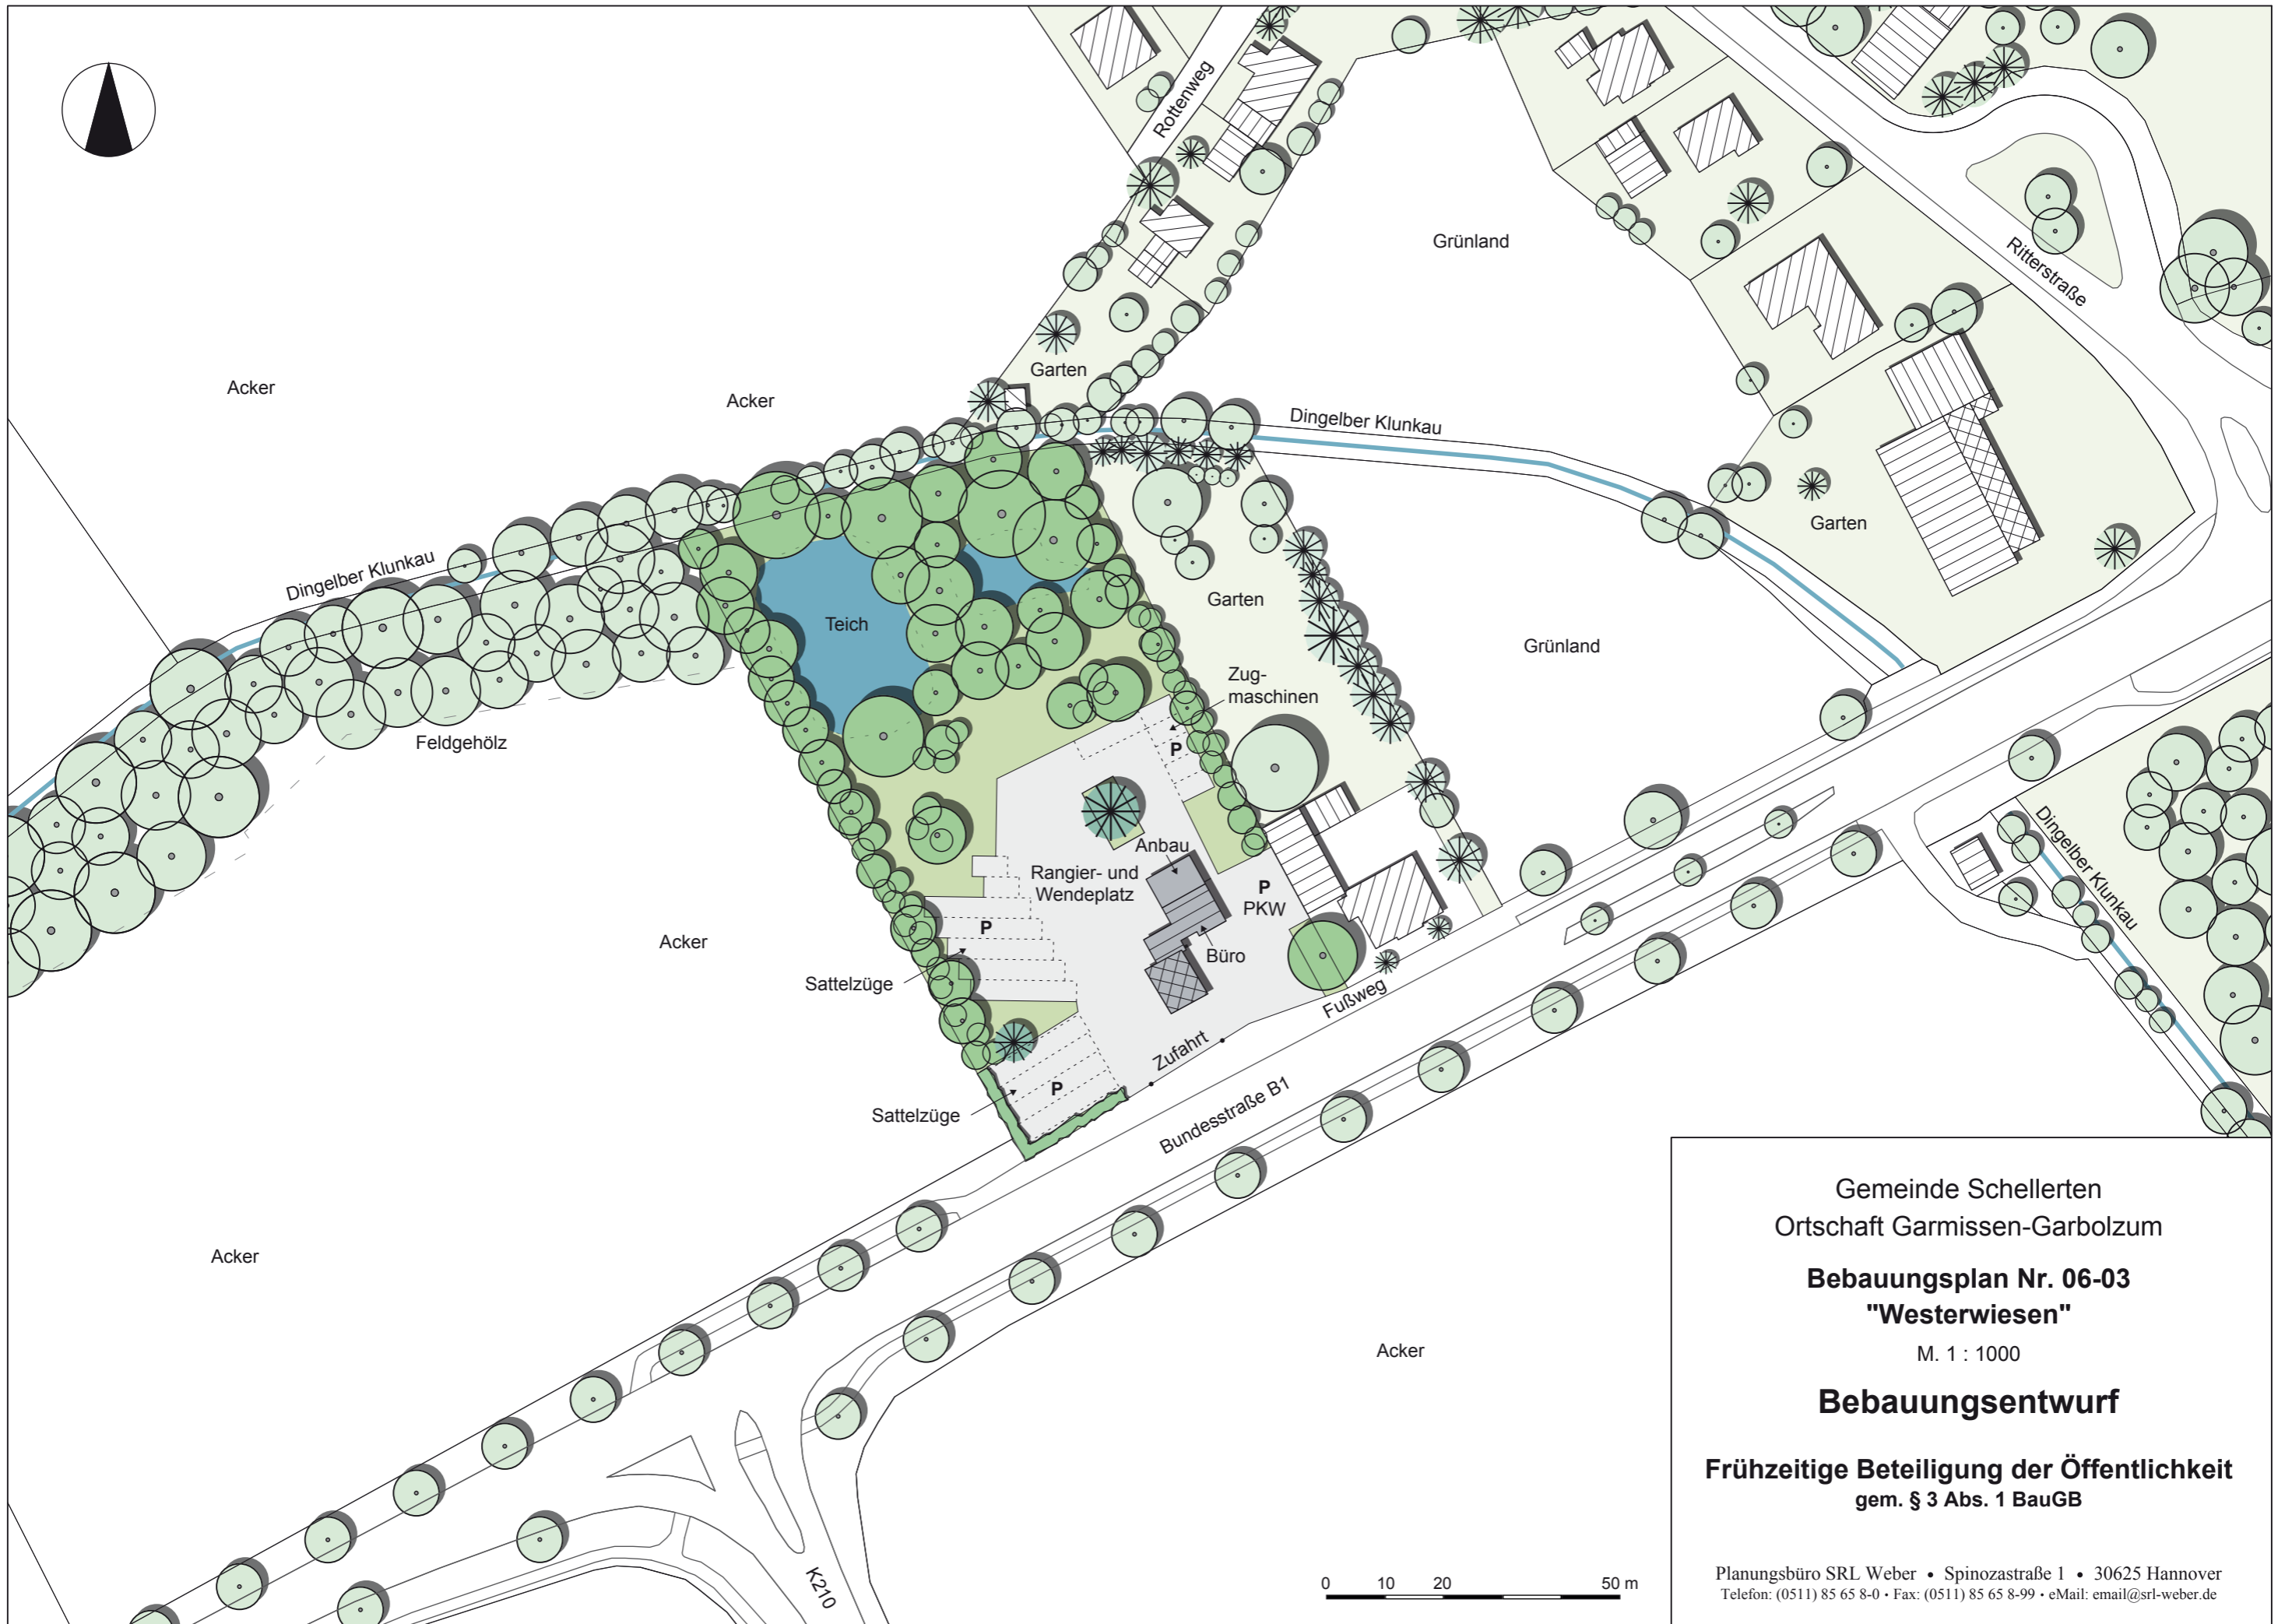 Rottenweg
Grünland
Ritterstraße
Acker
Acker
Garten
Dingelber Klunkau
Garten
Dingelber Klunkau
Teich
Garten
Grünland
Zug-
maschinen
Feldgehölz
P
Anbau
Rangier- und
Wendeplatz
P
PKW
Dingelber Klunkau
P
Acker
Büro
Sattelzüge
Fußweg
Zufahrt
P
Sattelzüge
Bundesstraße B1
Acker
Acker
K210
0 10 20 50 m
Gemeinde Schellerten
Ortschaft Garmissen-Garbolzum
Bebauungsplan Nr. 06-03
"Westerwiesen"
M. 1 : 1000
Bebauungsentwurf
Frühzeitige Beteiligung der Öffentlichkeit
gem. § 3 Abs. 1 BauGB
Planungsbüro SRL Weber • Spinozastraße 1 • 30625 Hannover
Telefon: (0511) 85 65 8-0 • Fax: (0511) 85 65 8-99 • eMail: email@srl-weber.de